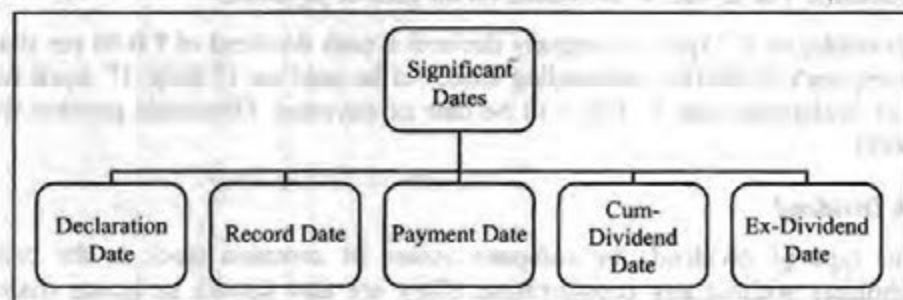 Significant
Dates
Declaration
Date
Record Date
Payment Date
Cum-
Dividend
Date
Ex-Dividend
Date